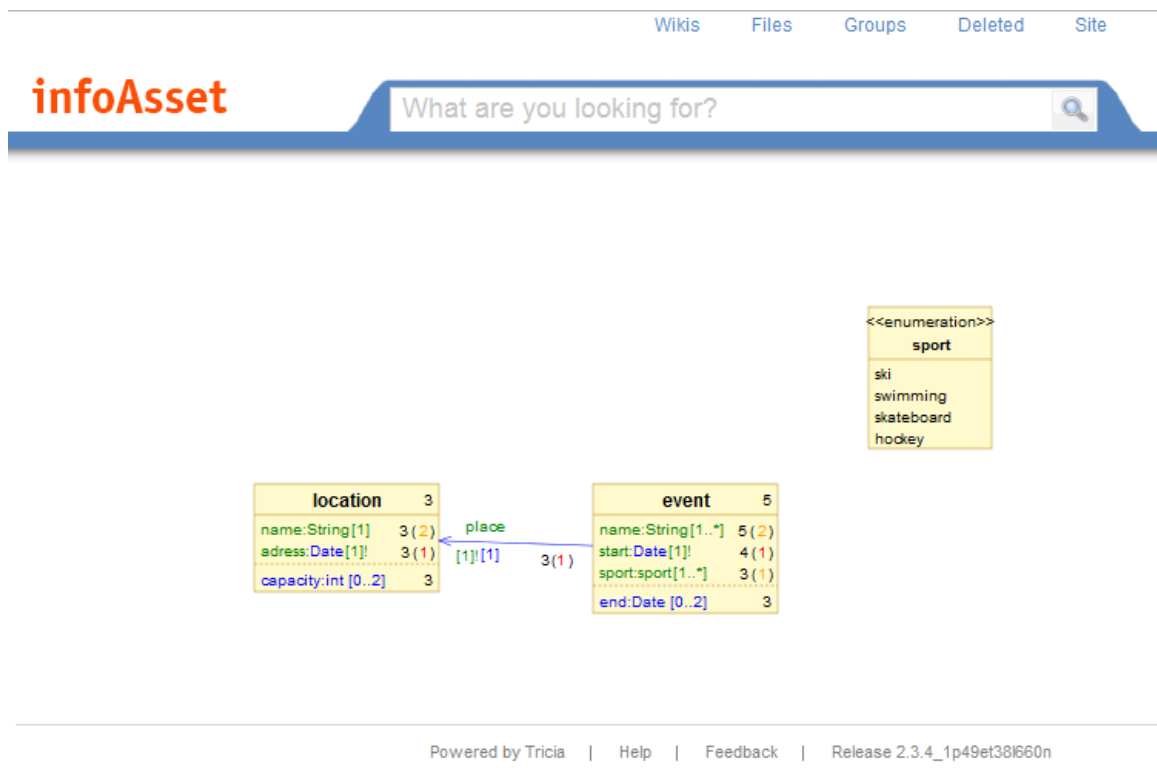 Wikis Files Groups Deleted Site
infoAsset
What are you looking for?
<<enumeration>>
sport
ski
swimming
skateboard
hockey
location 3
name:String[1] 3(2)
adress:Date[1]! 3(1)
capacity:int [0..2] 3
place
[1]![1] 3(1)
event 5
name:String[1..*] 5(2)
start:Date[1]! 4(1)
sport:sport[1..*] 3(1)
end:Date [0..2] 3
Powered by Tricia | Help | Feedback | Release 2.3.4_1p49et38l660n